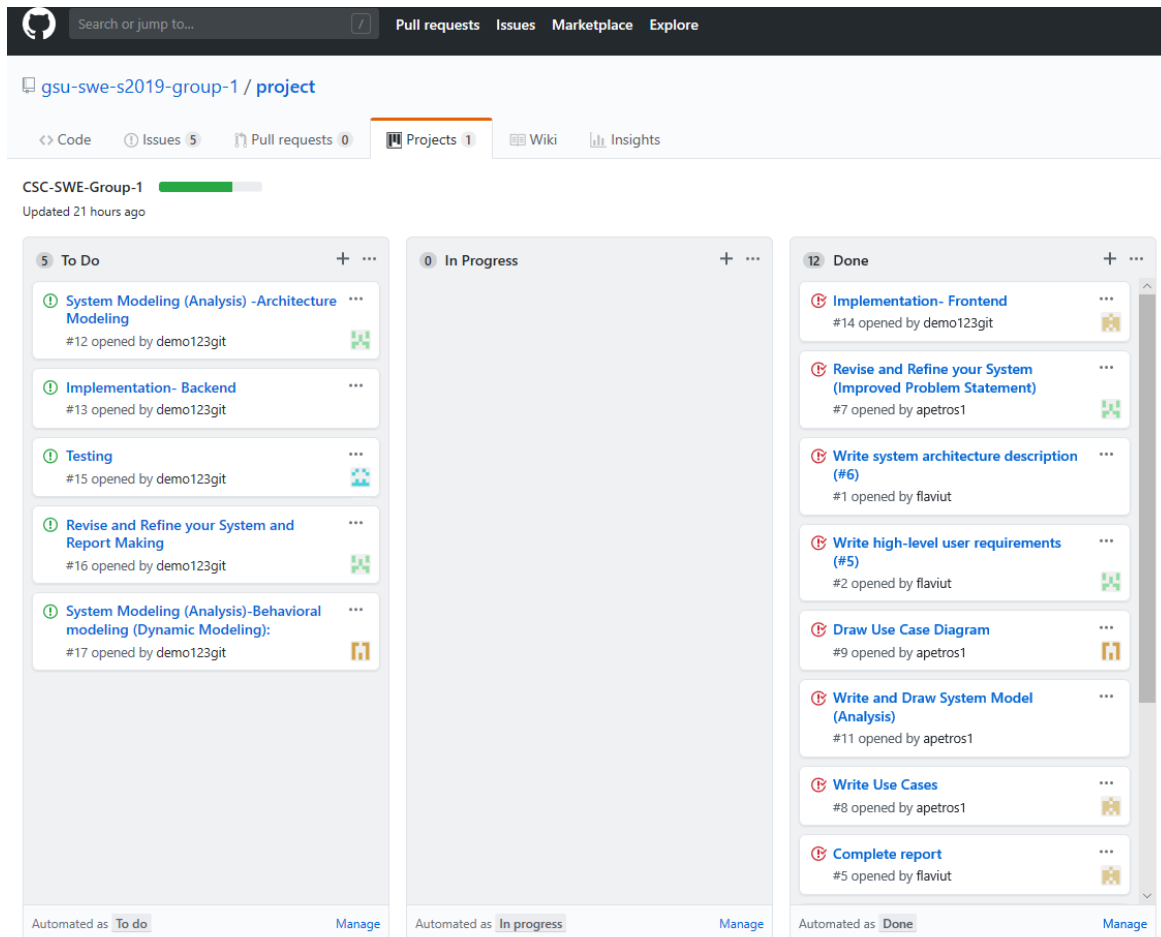 Search or jump to... /
Pull requests Issues Marketplace Explore
gsu-swe-s2019-group-1 / project
<> Code Issues 5 Pull requests 0 Projects 1 Wiki Insights
CSC-SWE-Group-1
Updated 21 hours ago
5 To Do
System Modeling (Analysis) -Architecture
Modeling
#12 opened by demo123git
Implementation- Backend
#13 opened by demo123git
Testing
#15 opened by demo123git
Revise and Refine your System and
Report Making
#16 opened by demo123git
System Modeling (Analysis)-Behavioral
modeling (Dynamic Modeling):
#17 opened by demo123git
Automated as To do Manage
0 In Progress
Automated as In progress Manage
12 Done
Implementation- Frontend
#14 opened by demo123git
Revise and Refine your System
(Improved Problem Statement)
#7 opened by apetros1
Write system architecture description
(#6)
#1 opened by flaviut
Write high-level user requirements
(#5)
#2 opened by flaviut
Draw Use Case Diagram
#9 opened by apetros1
Write and Draw System Model
(Analysis)
#11 opened by apetros1
Write Use Cases
#8 opened by apetros1
Complete report
#5 opened by flaviut
Automated as Done Manage